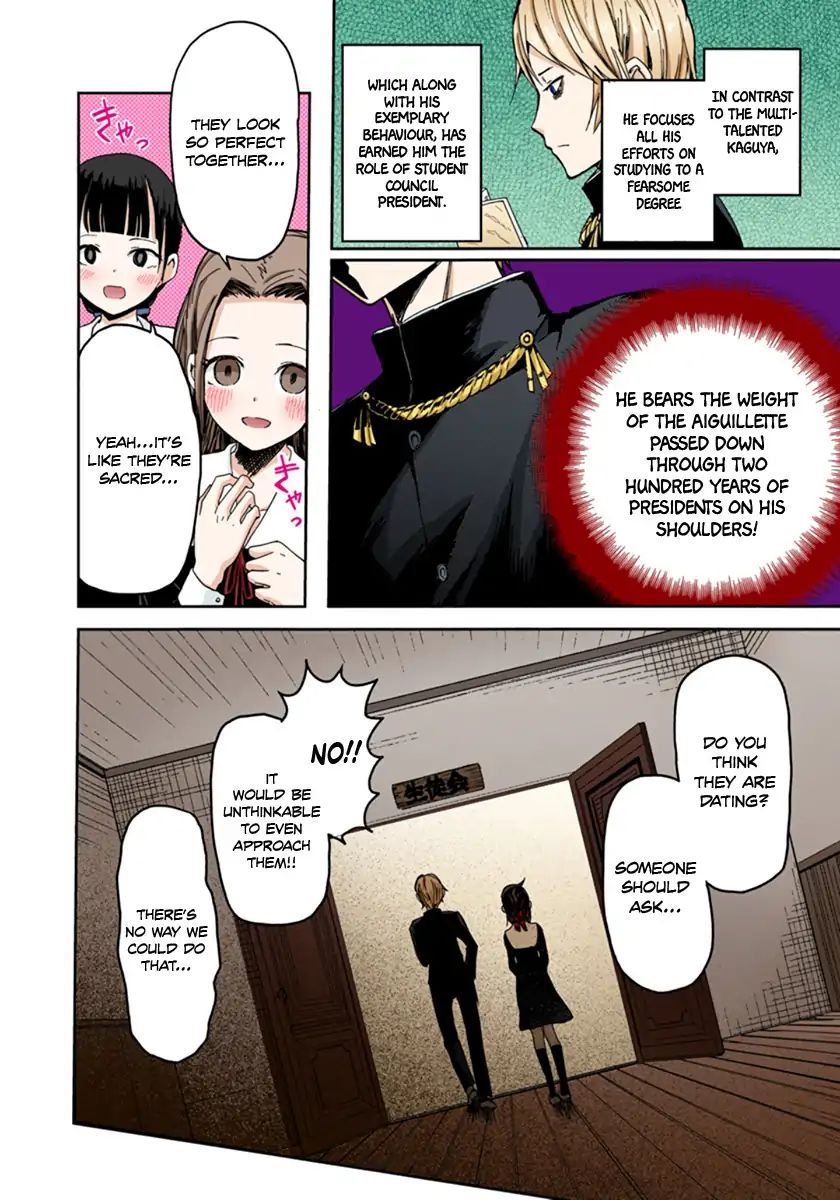 IN CONTRAST
TO THE MULTI-
TALENTED
KAGUYA,
HE FOCUSES
ALL HIS
EFFORTS ON
STUDYING TO A
FEARSOME
DEGREE
WHICH ALONG
WITH HIS
EXEMPLARY
BEHAVIOUR, HAS
EARNED HIM THE
ROLE OF STUDENT
COUNCIL
PRESIDENT.
HE BEARS THE WEIGHT
OF THE AIGUILLETTE
PASSED DOWN
THROUGH TWO
HUNDRED YEARS OF
PRESIDENTS ON HIS
SHOULDERS!
THEY LOOK
SO PERFECT
TOGETHER...
きゃっ
YEAH...IT'S
LIKE THEY'RE
SACRED...
きゃっ
DO YOU
THINK
THEY ARE
DATING?
SOMEONE
SHOULD
ASK...
生徒会
NO!!
IT
WOULD BE
UNTHINKABLE
TO EVEN
APPROACH
THEM!!
THERE'S
NO WAY WE
COULD DO
THAT...